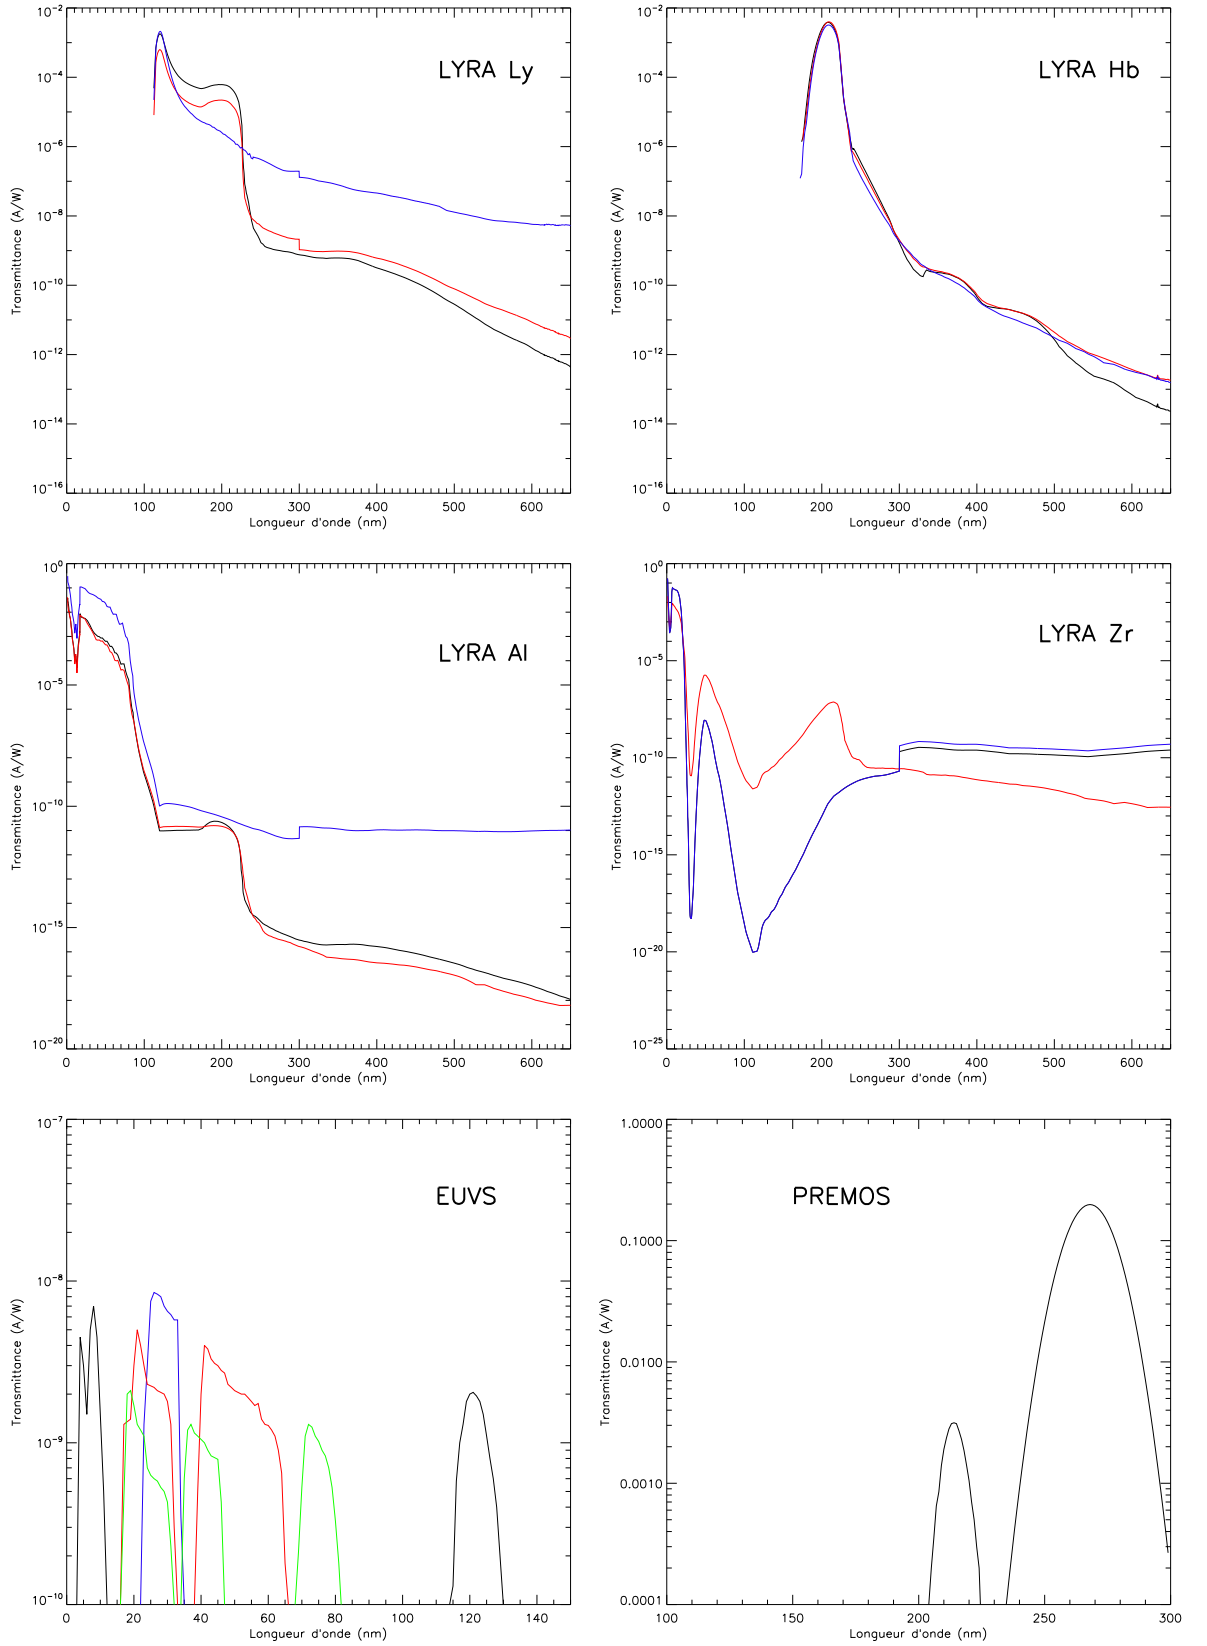 LYRA Ly
Transmittance (A/W)
10⁻²
10⁻⁴
10⁻⁶
10⁻⁸
10⁻¹⁰
10⁻¹²
10⁻¹⁴
10⁻¹⁶
0 100 200 300 400 500 600
Longueur d'onde (nm)
LYRA Hb
Transmittance (A/W)
10⁻²
10⁻⁴
10⁻⁶
10⁻⁸
10⁻¹⁰
10⁻¹²
10⁻¹⁴
10⁻¹⁶
0 100 200 300 400 500 600
Longueur d'onde (nm)
LYRA Al
Transmittance (A/W)
10⁰
10⁻⁵
10⁻¹⁰
10⁻¹⁵
10⁻²⁰
0 100 200 300 400 500 600
Longueur d'onde (nm)
LYRA Zr
Transmittance (A/W)
10⁰
10⁻⁵
10⁻¹⁰
10⁻¹⁵
10⁻²⁰
10⁻²⁵
0 100 200 300 400 500 600
Longueur d'onde (nm)
EUVS
Transmittance (A/W)
10⁻⁷
10⁻⁸
10⁻⁹
10⁻¹⁰
0 20 40 60 80 100 120 140
Longueur d'onde (nm)
PREMOS
Transmittance (A/W)
1.0000
0.1000
0.0100
0.0010
0.0001
100 150 200 250 300
Longueur d'onde (nm)